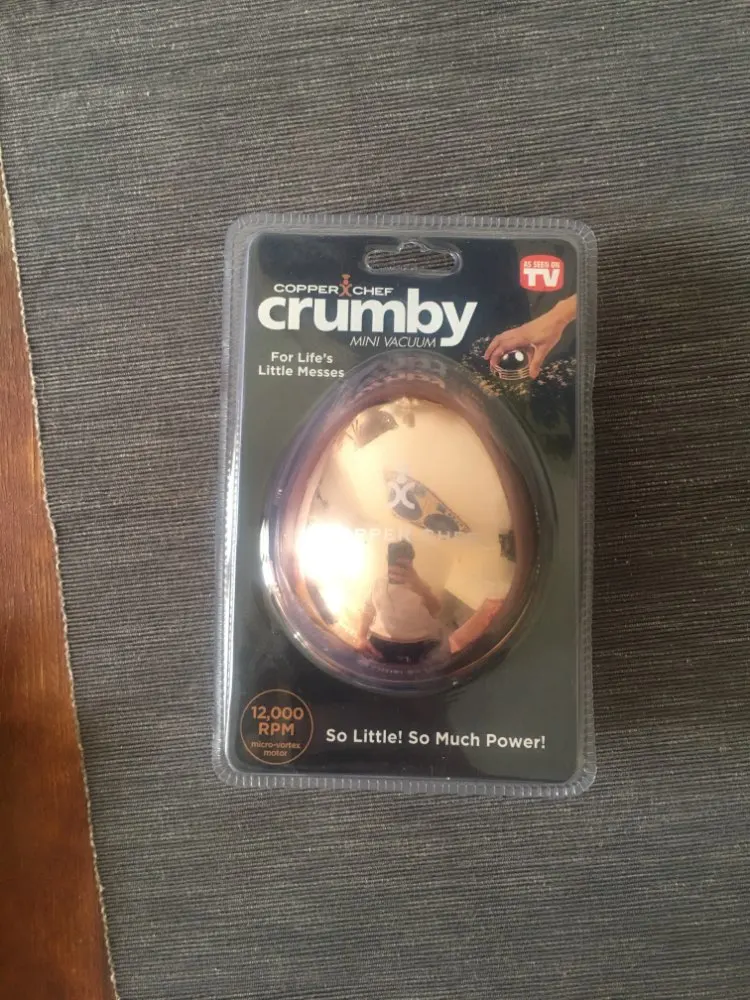 COPPER CHEF
crumby
MINI VACUUM
AS SEEN ON
TV
For Life's
Little Messes
12,000
RPM
micro-vortex
motor
So Little! So Much Power!